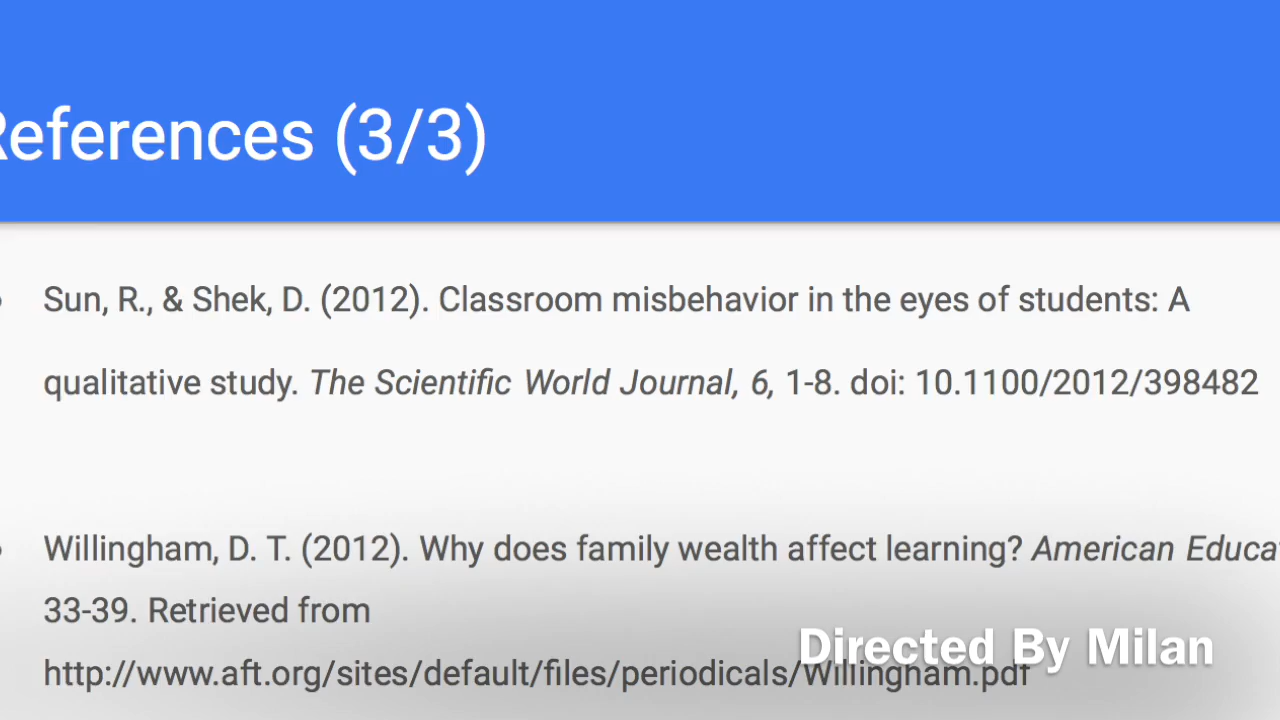 References (3/3)
Sun, R., & Shek, D. (2012). Classroom misbehavior in the eyes of students: A
qualitative study. The Scientific World Journal, 6, 1-8. doi: 10.1100/2012/398482
Willingham, D. T. (2012). Why does family wealth affect learning? American Educa
33-39. Retrieved from
http://www.aft.org/sites/default/files/periodicals/Willingham.pdf
Directed By Milan